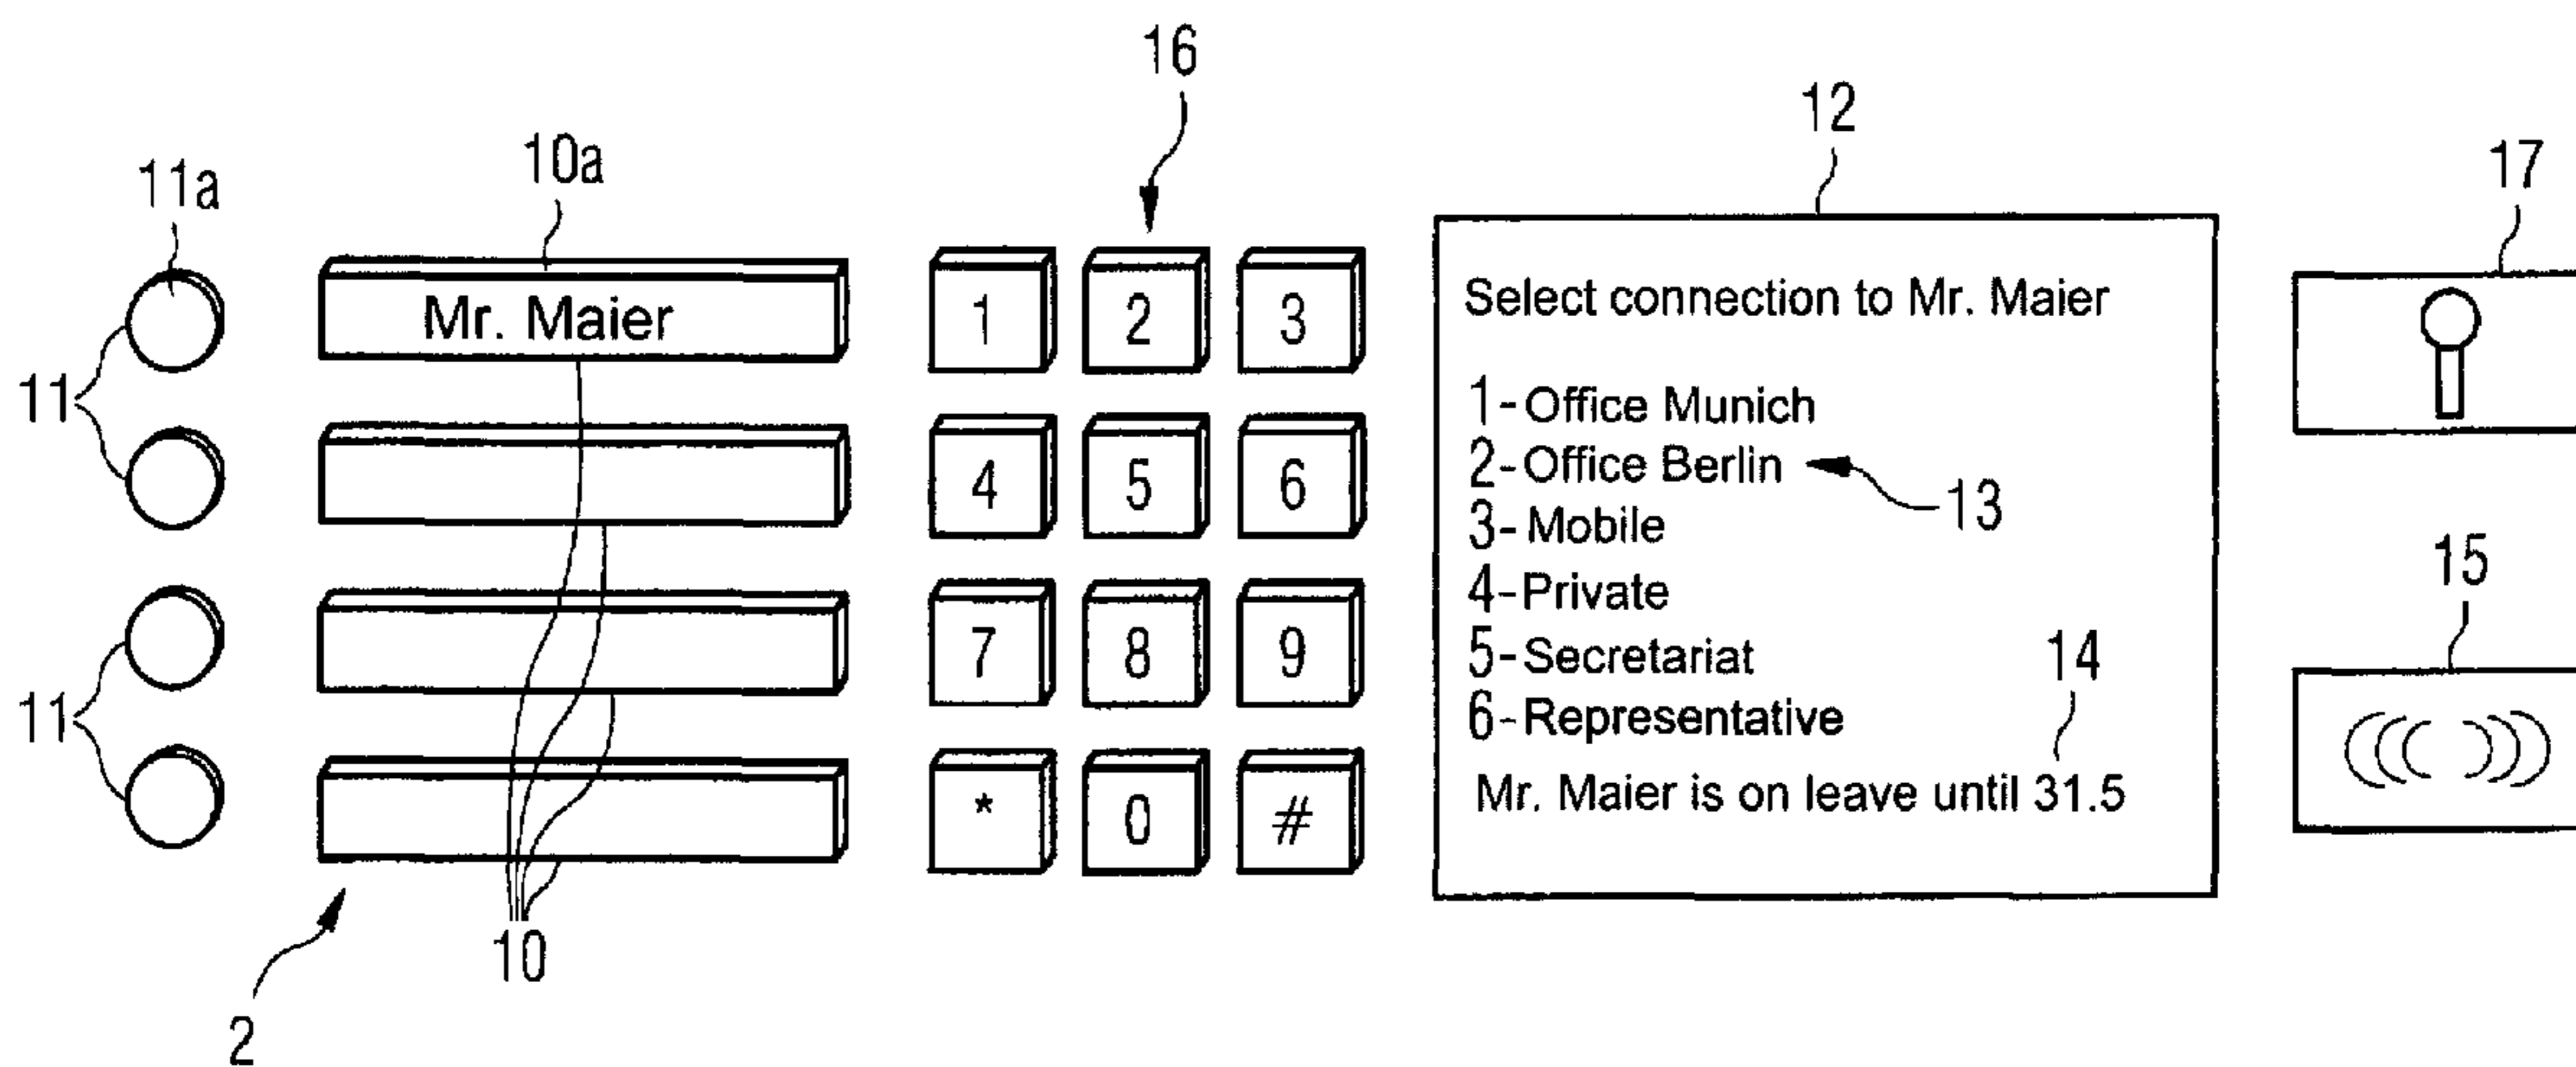 16
12
17
10a
11a
Mr. Maier
1 2 3
4 5 6
7 8 9
* 0 #
11
11
10
2
Select connection to Mr. Maier
1-Office Munich
2-Office Berlin
13
3-Mobile
4-Private
5-Secretariat
14
6-Representative
Mr. Maier is on leave until 31.5
15